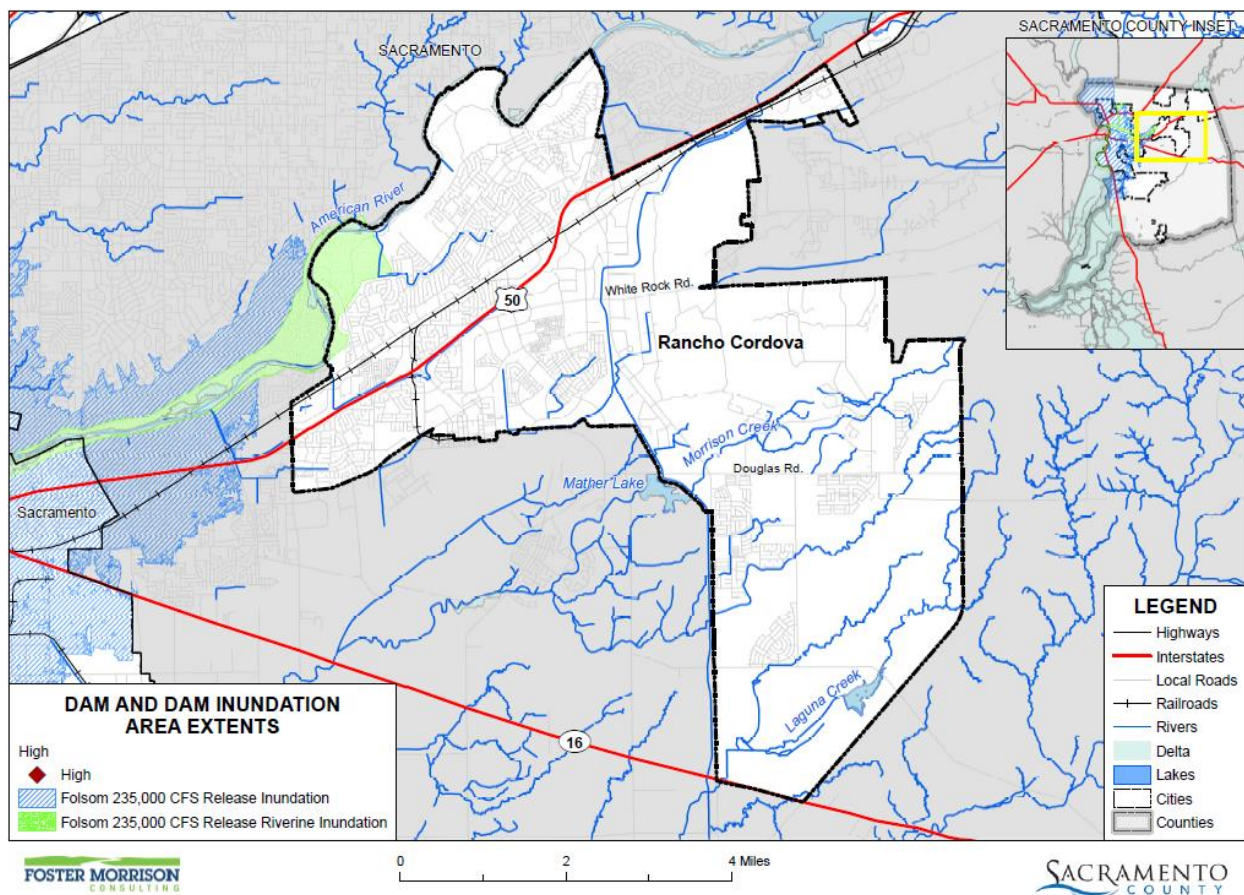 SACRAMENTO COUNTY INSET
SACRAMENTO
American River
50
White Rock Rd.
Rancho Cordova
Morrison Creek
Douglas Rd.
Mather Lake
Sacramento
Laguna Creek
16
LEGEND
Highways
Interstates
Local Roads
Railroads
Rivers
Delta
Lakes
Cities
Counties
DAM AND DAM INUNDATION
AREA EXTENTS
High
High
Folsom 235,000 CFS Release Inundation
Folsom 235,000 CFS Release Riverine Inundation
FOSTER MORRISON
CONSULTING
0 2 4 Miles
SACRAMENTO
COUNTY